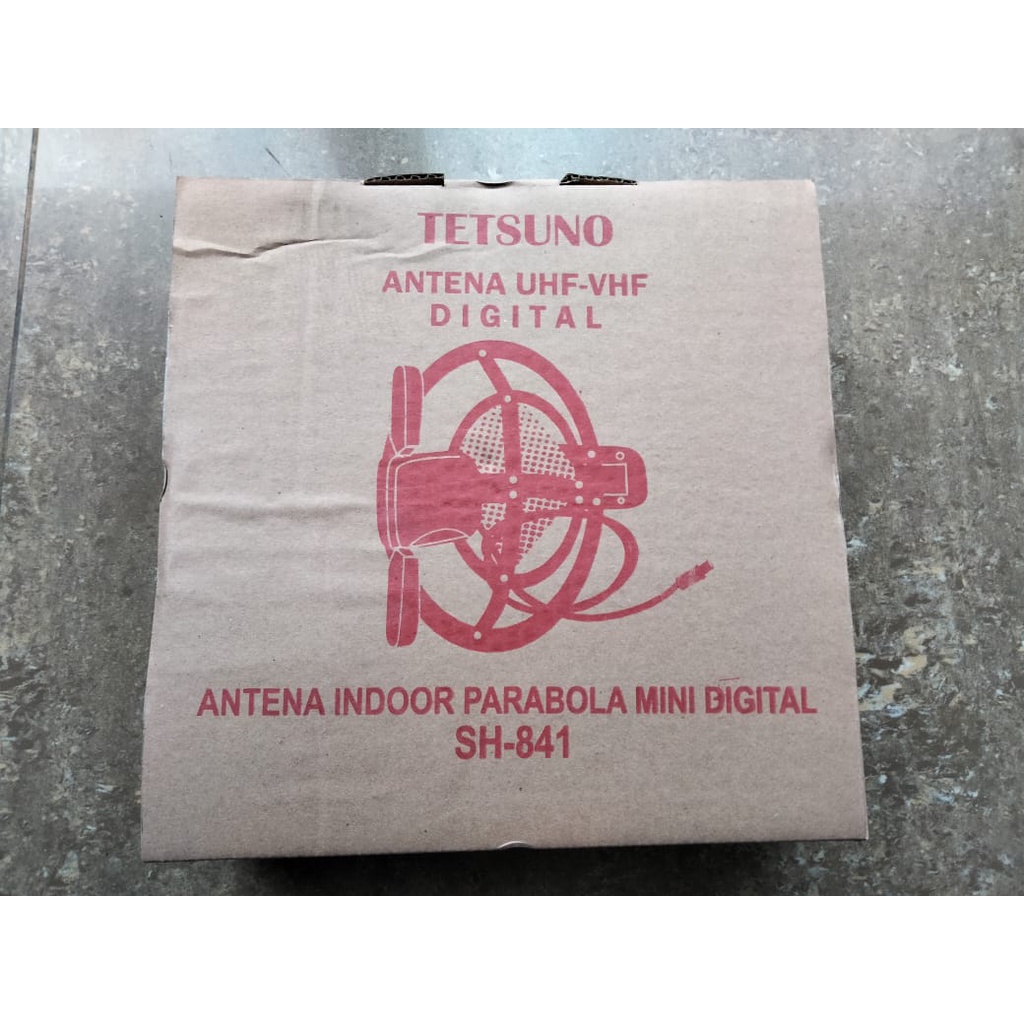 TETSUNO
ANTENA UHF-VHF
DIGITAL
ANTENA INDOOR PARABOLA MINI DIGITAL
SH-841